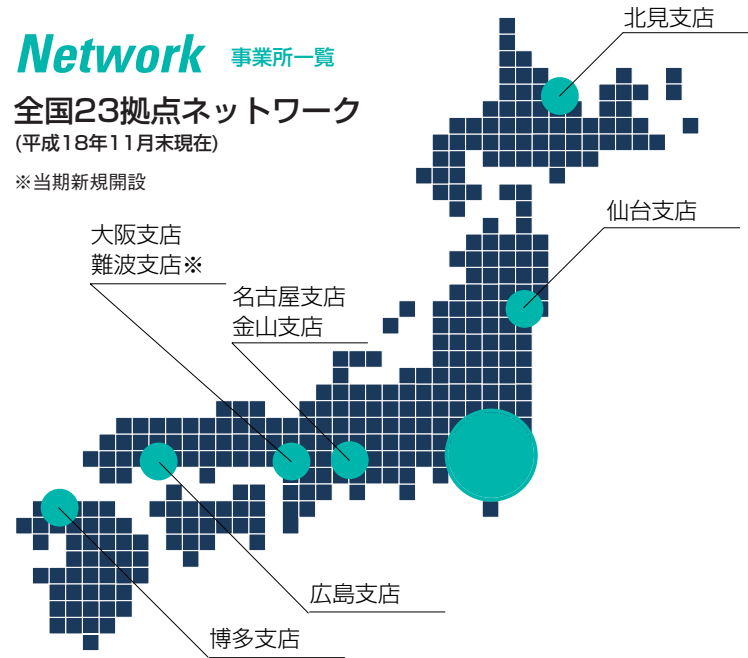 Network 事業所一覧
全国23拠点ネットワーク
(平成18年11月末現在)
※当期新規開設
北見支店
仙台支店
大阪支店
難波支店※
名古屋支店
金山支店
広島支店
博多支店